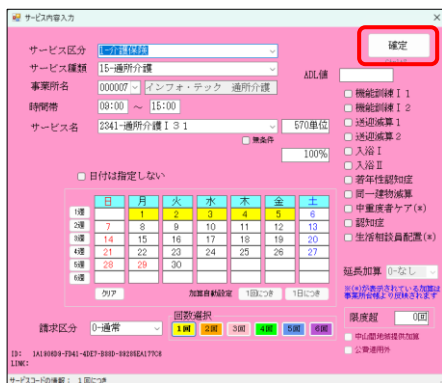 サービス内容入力
サービス区分 1-介護保険
確定
サービス種類 15-通所介護
ADL値
事業所名 000007 インフォ・テック 通所介護
時間帯 09:00 ～ 15:00
サービス名 2341-通所介護Ⅰ31 570単位
無条件
100%
機能訓練Ⅰ1
機能訓練Ⅰ2
送迎減算1
送迎減算2
入浴Ⅰ
入浴Ⅱ
若年性認知症
同一建物減算
中重度者ケア(*)
認知症
生活相談員配置(*)
日付は指定しない
日 月 火 水 木 金 土
1週 1 2 3 4 5 6
2週 7 8 9 10 11 12 13
3週 14 15 16 17 18 19 20
4週 21 22 23 24 25 26 27
5週 28 29 30
6週
クリア 加算自動設定 1回につき 1日につき
延長加算 0-なし
※(*)が表示されている加算は
事業所台帳より反映されます
限度超 0回
中山間地域提供加算
公費適用外
回数選択
請求区分 0-通常 1回 2回 3回 4回 5回 6回
LINK:
サービスコードの情報： 1回につき